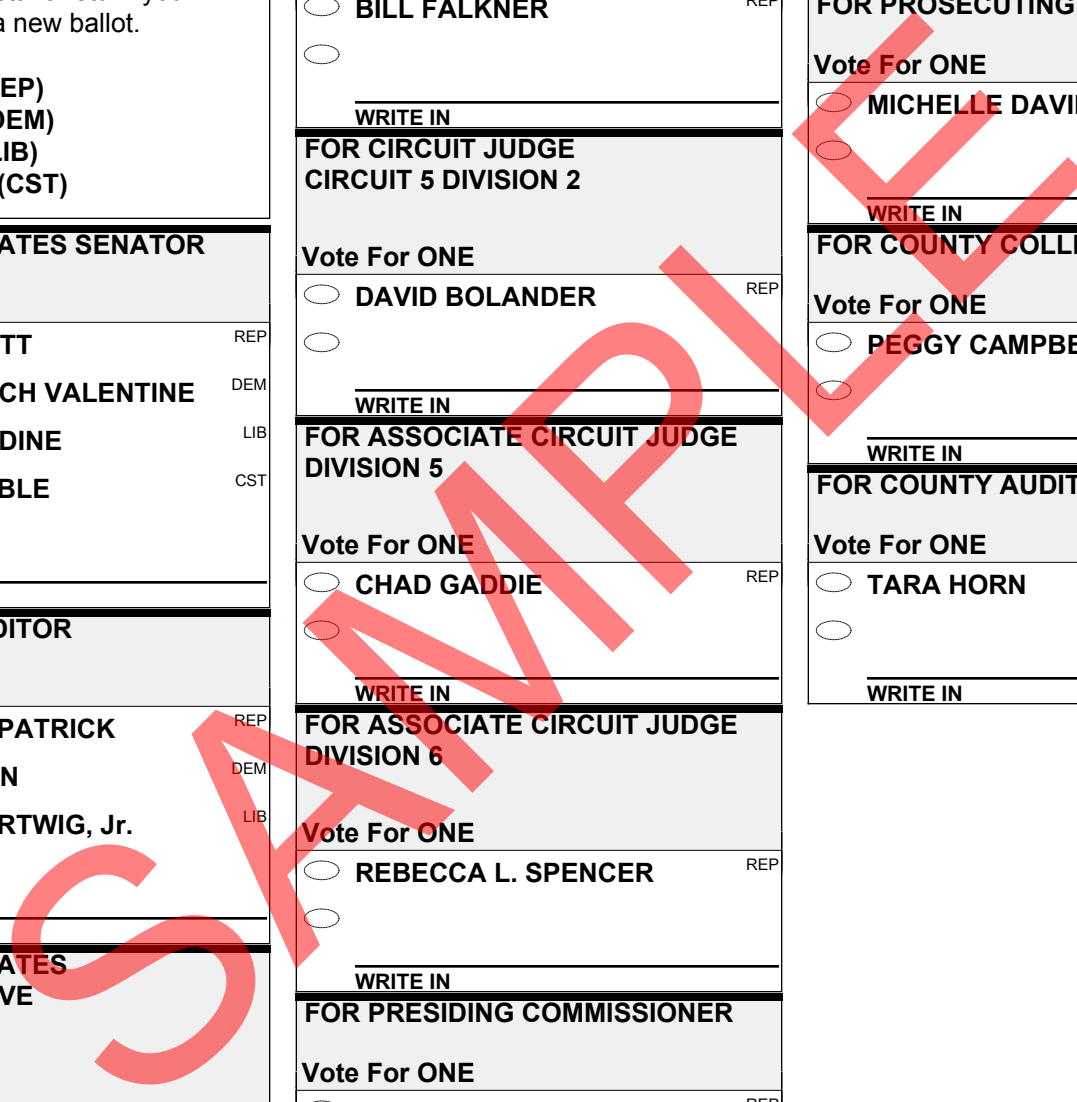 a new ballot.
EP)
DEM)
IB)
(CST)
ATES SENATOR
TT REP
CH VALENTINE DEM
DINE LIB
BLE CST
DITOR
PATRICK REP
N DEM
RTWIG, Jr. LIB
ATES
VE
BILL FALKNER REP
WRITE IN
FOR CIRCUIT JUDGE
CIRCUIT 5 DIVISION 2
Vote For ONE
DAVID BOLANDER REP
WRITE IN
FOR ASSOCIATE CIRCUIT JUDGE
DIVISION 5
Vote For ONE
CHAD GADDIE REP
WRITE IN
FOR ASSOCIATE CIRCUIT JUDGE
DIVISION 6
Vote For ONE
REBECCA L. SPENCER REP
WRITE IN
FOR PRESIDING COMMISSIONER
Vote For ONE
REP
FOR PROSECUTING
Vote For ONE
MICHELLE DAVI
WRITE IN
FOR COUNTY COLL
Vote For ONE
PEGGY CAMPBE
WRITE IN
FOR COUNTY AUDIT
Vote For ONE
TARA HORN
WRITE IN
SAMPLE